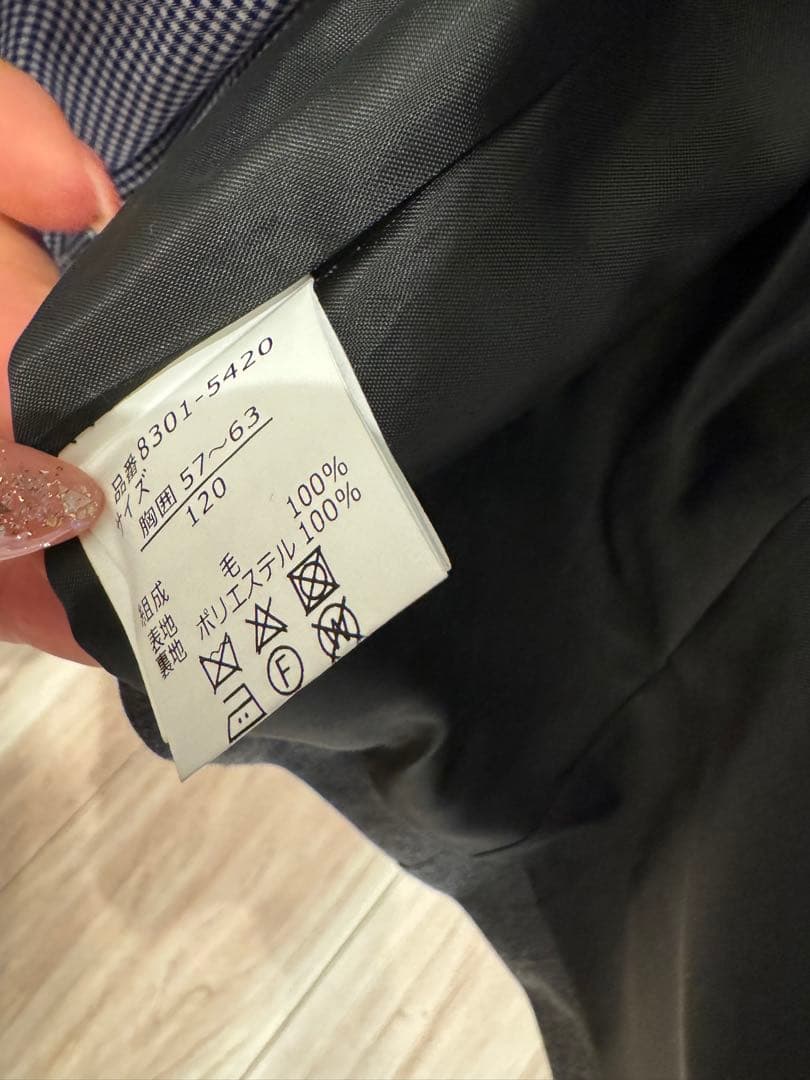 品番 8301-5420
サイズ
胸囲 57～63
120
組成
表地 毛 100%
裏地 ポリエステル 100%
F
W